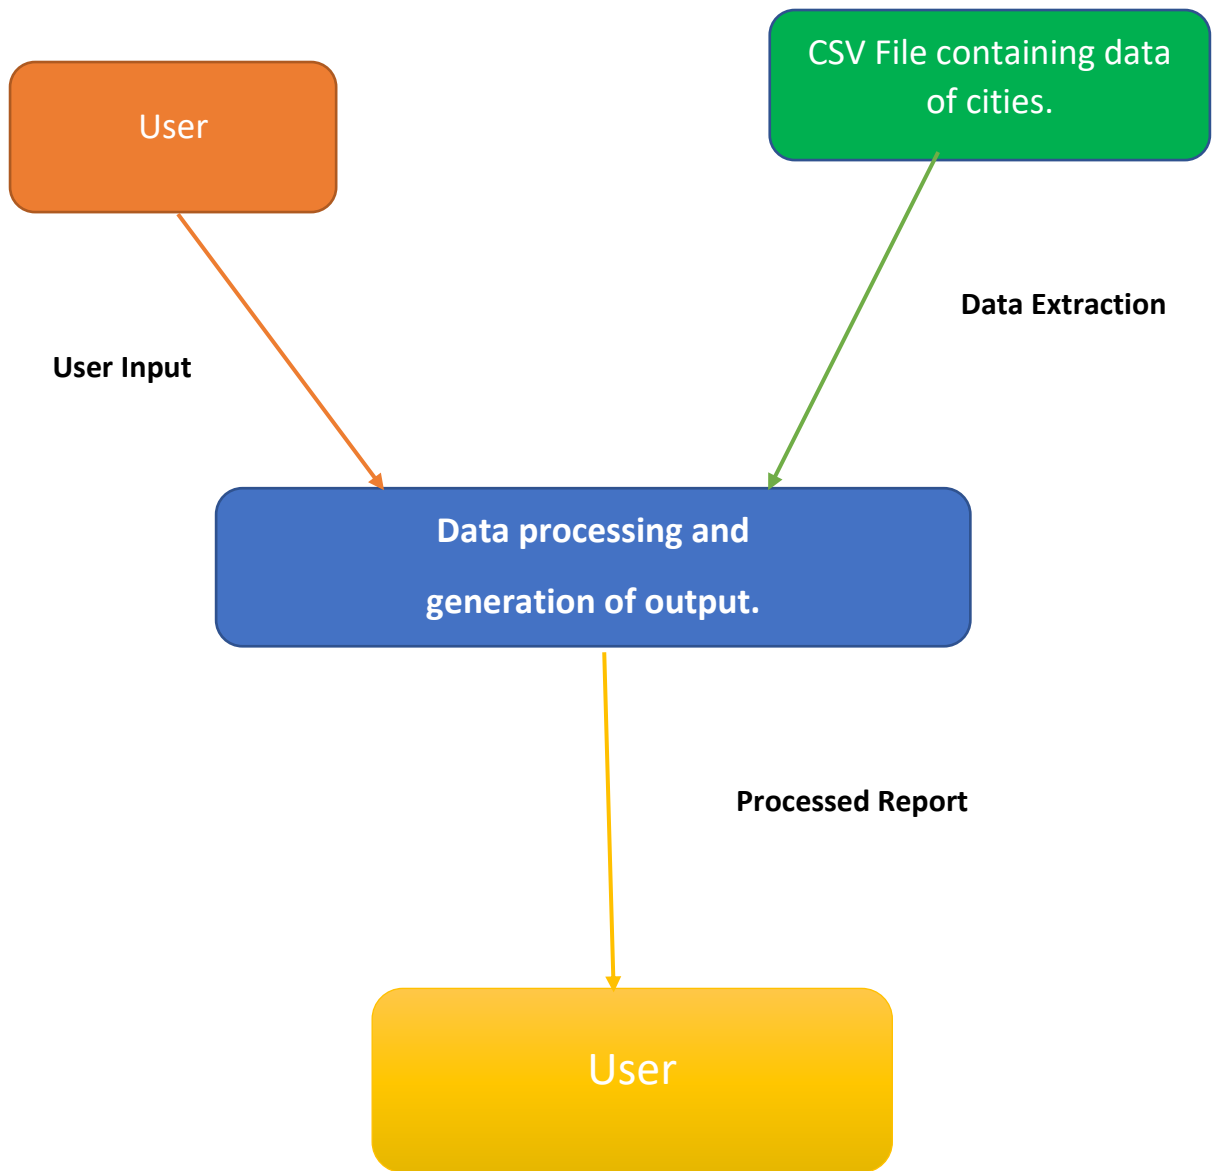 User
CSV File containing data
of cities.
Data Extraction
User Input
Data processing and
generation of output.
Processed Report
User